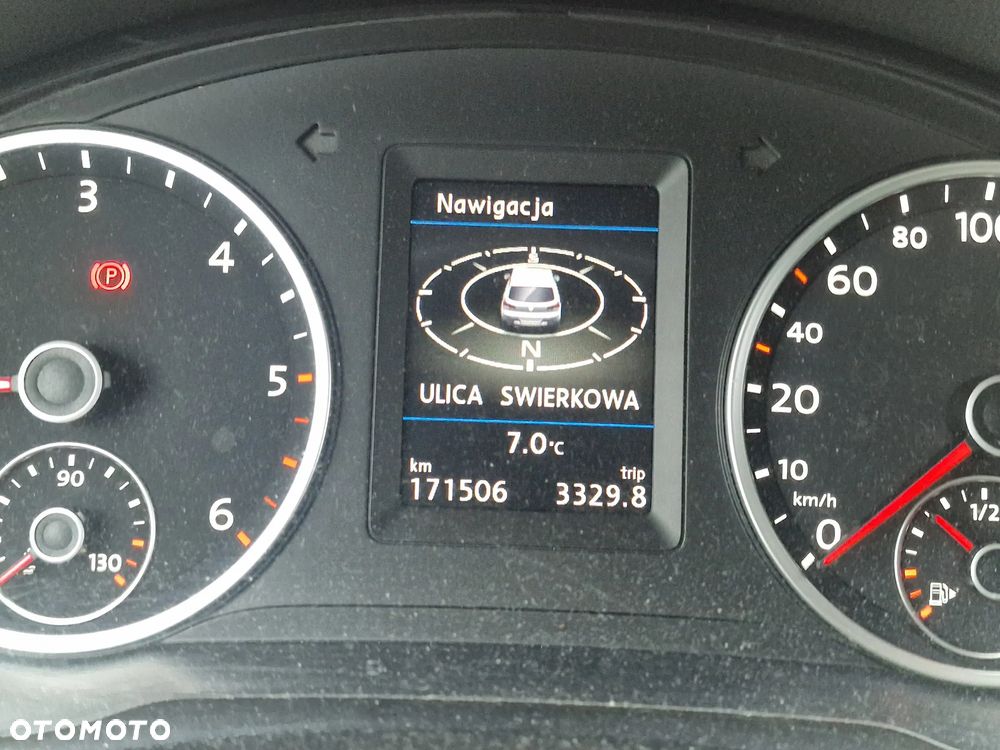 Nawigacja
S
N
ULICA SWIERKOWA
7.0°C
km
trip
171506
3329.8
3
4
5
6
P
90
130
100
80
60
40
20
10
km/h
0
1/2
OTOMOTO